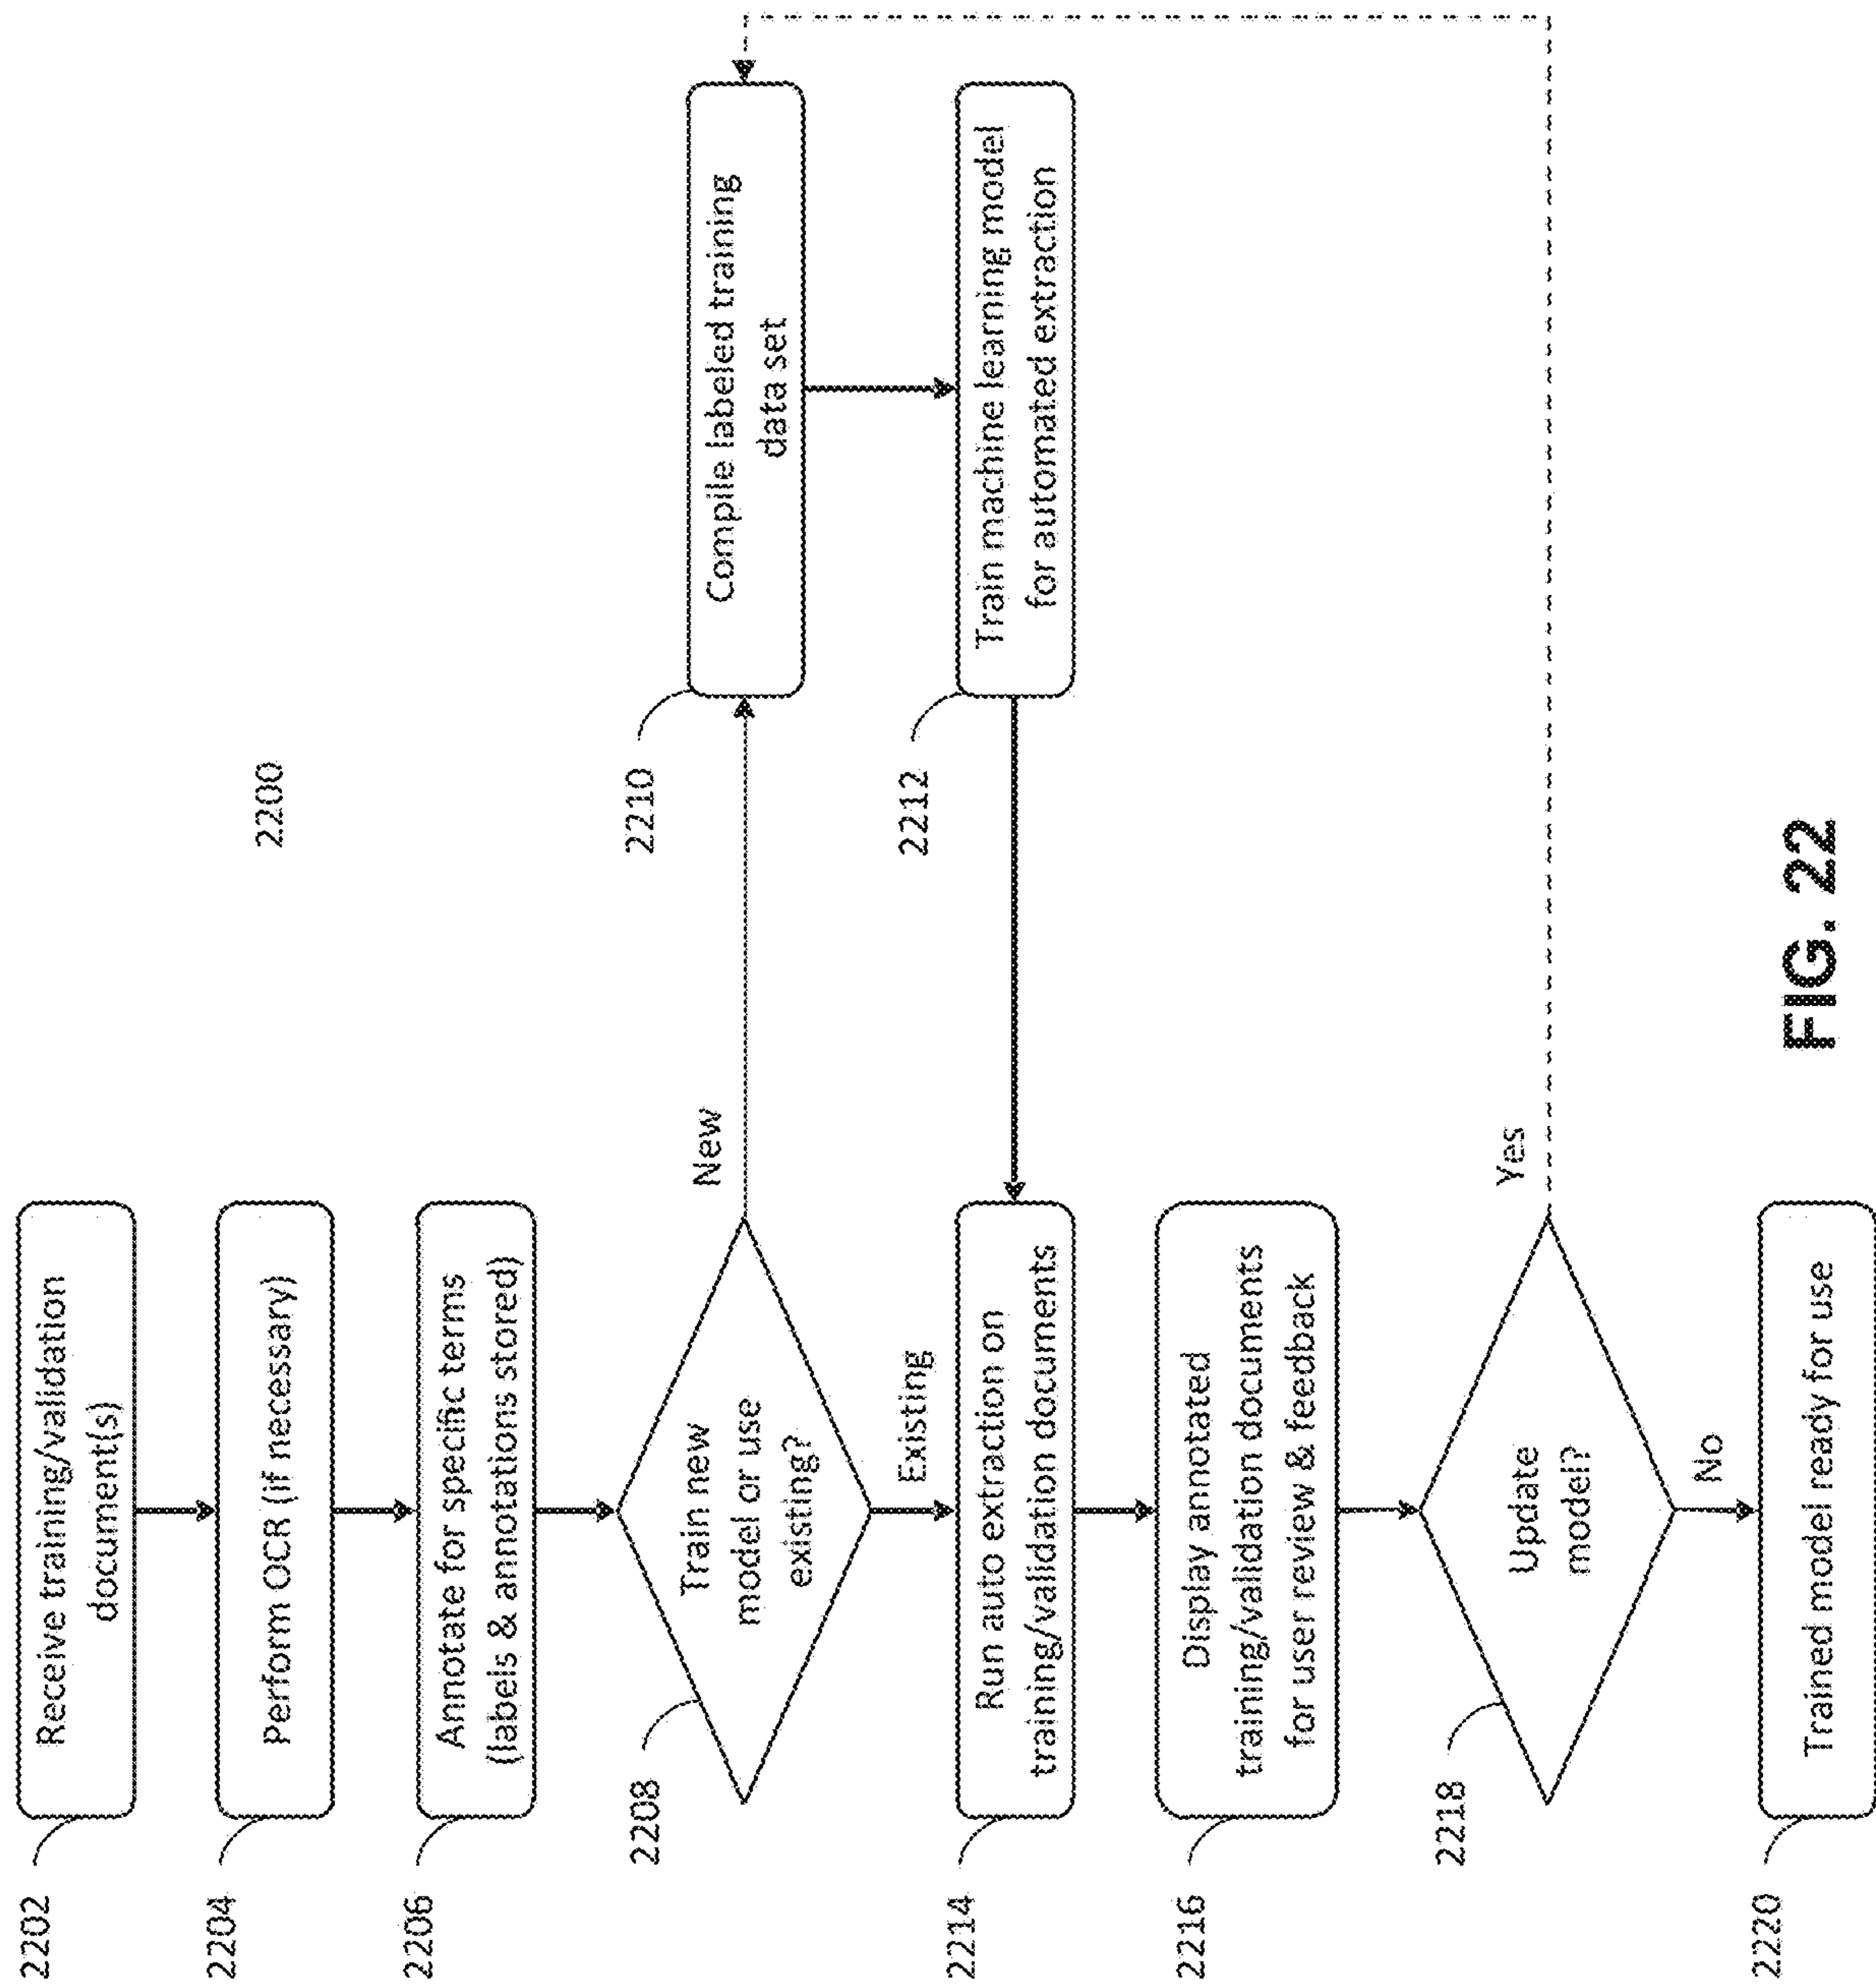 2200
2202
Receive training/validation
document(s)
2204
Perform OCR (if necessary)
2206
Annotate for specific terms
(labels & annotations stored)
2208
Train new
model or use
existing?
New
Existing
2210
Compile labeled training
data set
2212
Train machine learning model
for automated extraction
2214
Run auto extraction on
training/validation documents
2216
Display annotated
training/validation documents
for user review & feedback
2218
Update
model?
Yes
No
2220
Trained model ready for use
FIG. 22